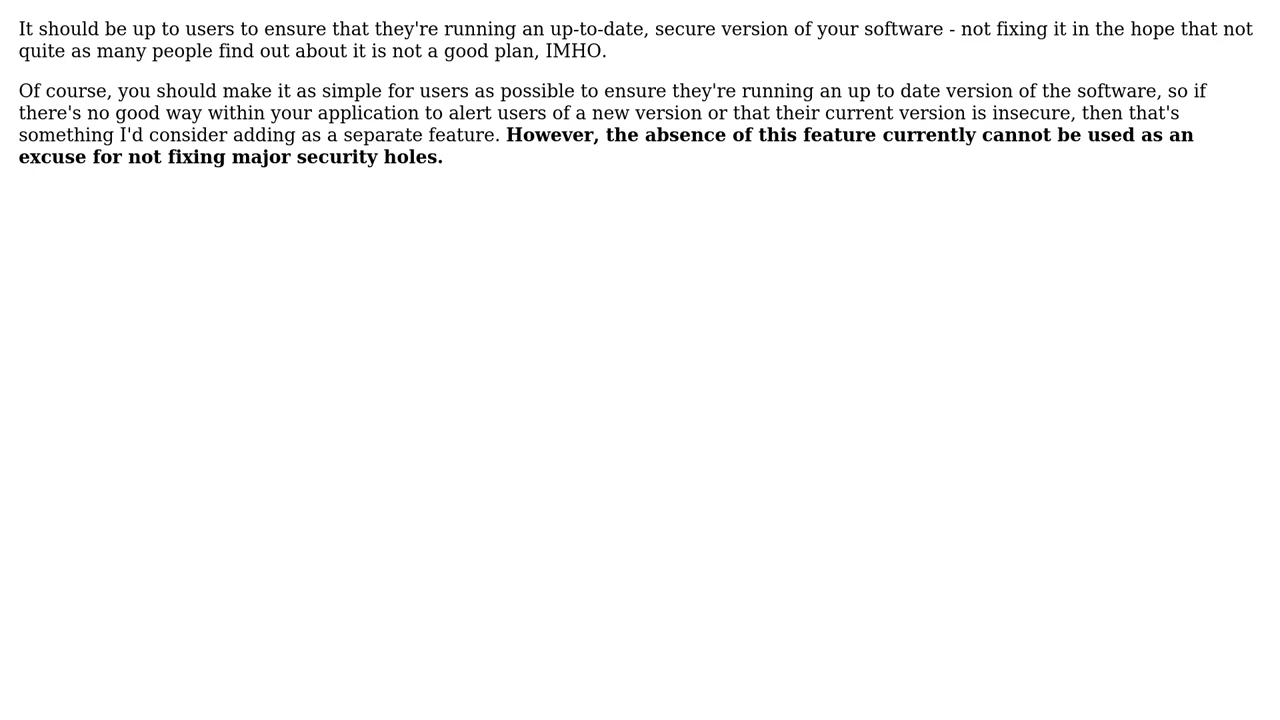 It should be up to users to ensure that they're running an up-to-date, secure version of your software - not fixing it in the hope that not
quite as many people find out about it is not a good plan, IMHO.
Of course, you should make it as simple for users as possible to ensure they're running an up to date version of the software, so if
there's no good way within your application to alert users of a new version or that their current version is insecure, then that's
something I'd consider adding as a separate feature. However, the absence of this feature currently cannot be used as an
excuse for not fixing major security holes.